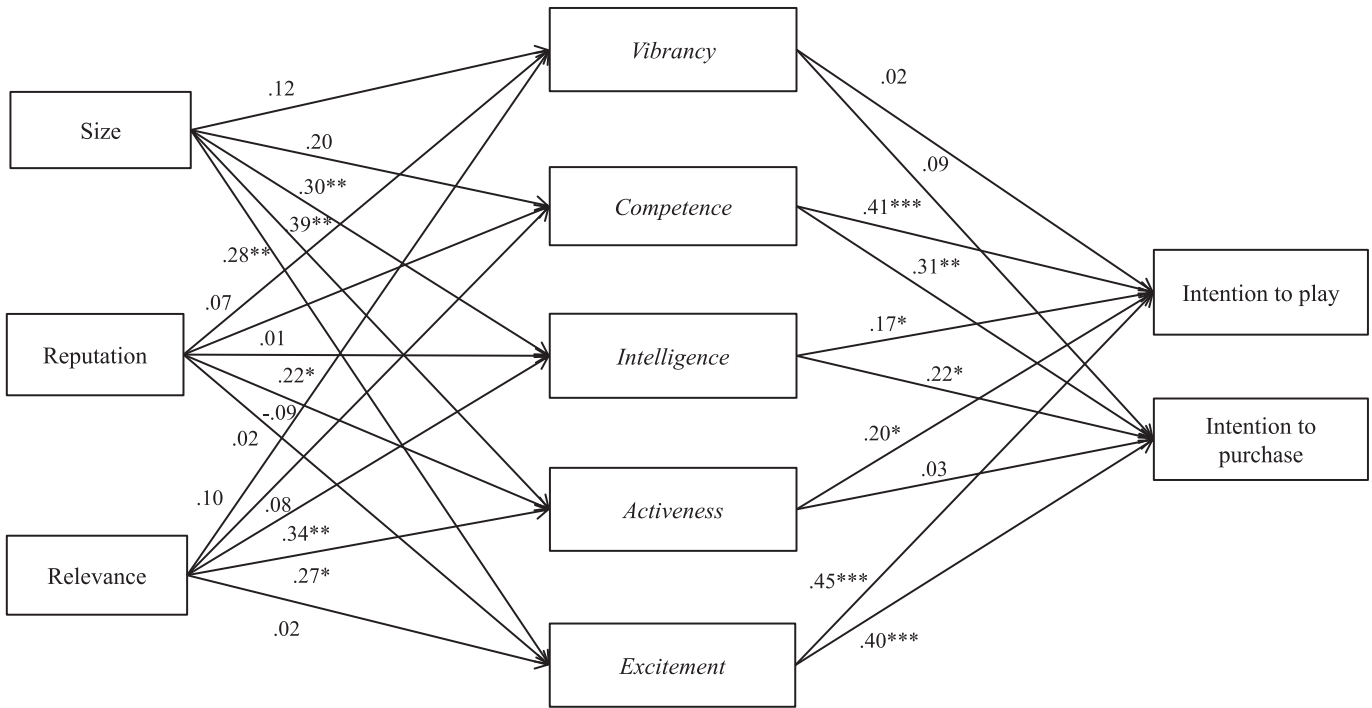 Vibrancy
.02
.12
Size
.20
.09
.30**
Competence
.41***
.39**
.28**
.31**
Intention to play
.07
.01
.17*
Reputation
Intelligence
.22*
.22*
-.09
.02
.20*
Intention to
purchase
.03
.10
.08
Activeness
.34**
Relevance
.27*
.45***
.02
.40***
Excitement